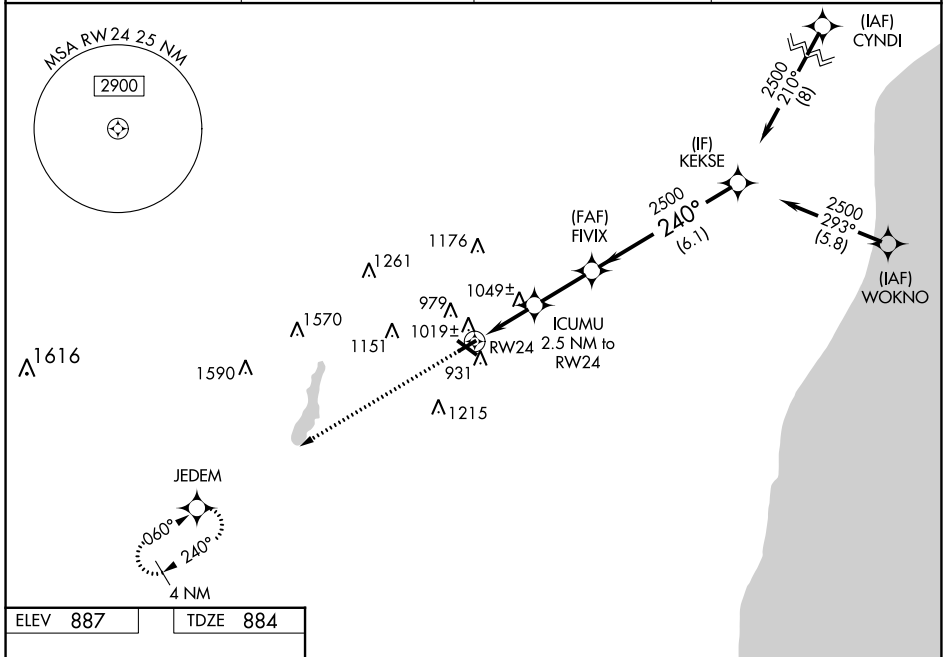 MSA RW 24 25 NM
2900
(IAF)
CYNDI
2500
210°
(8)
(IF)
KEKSE
2500
240°
(6.1)
2500
293°
(5.8)
(IAF)
WOKNO
(FAF)
FIVIX
1176
1261
1049±
979
1570
1151
1019±
ICUMU
2.5 NM to
RW24
RW24
1616
1590
931
1215
JEDEM
060°
240°
4 NM
ELEV 887
TDZE 884